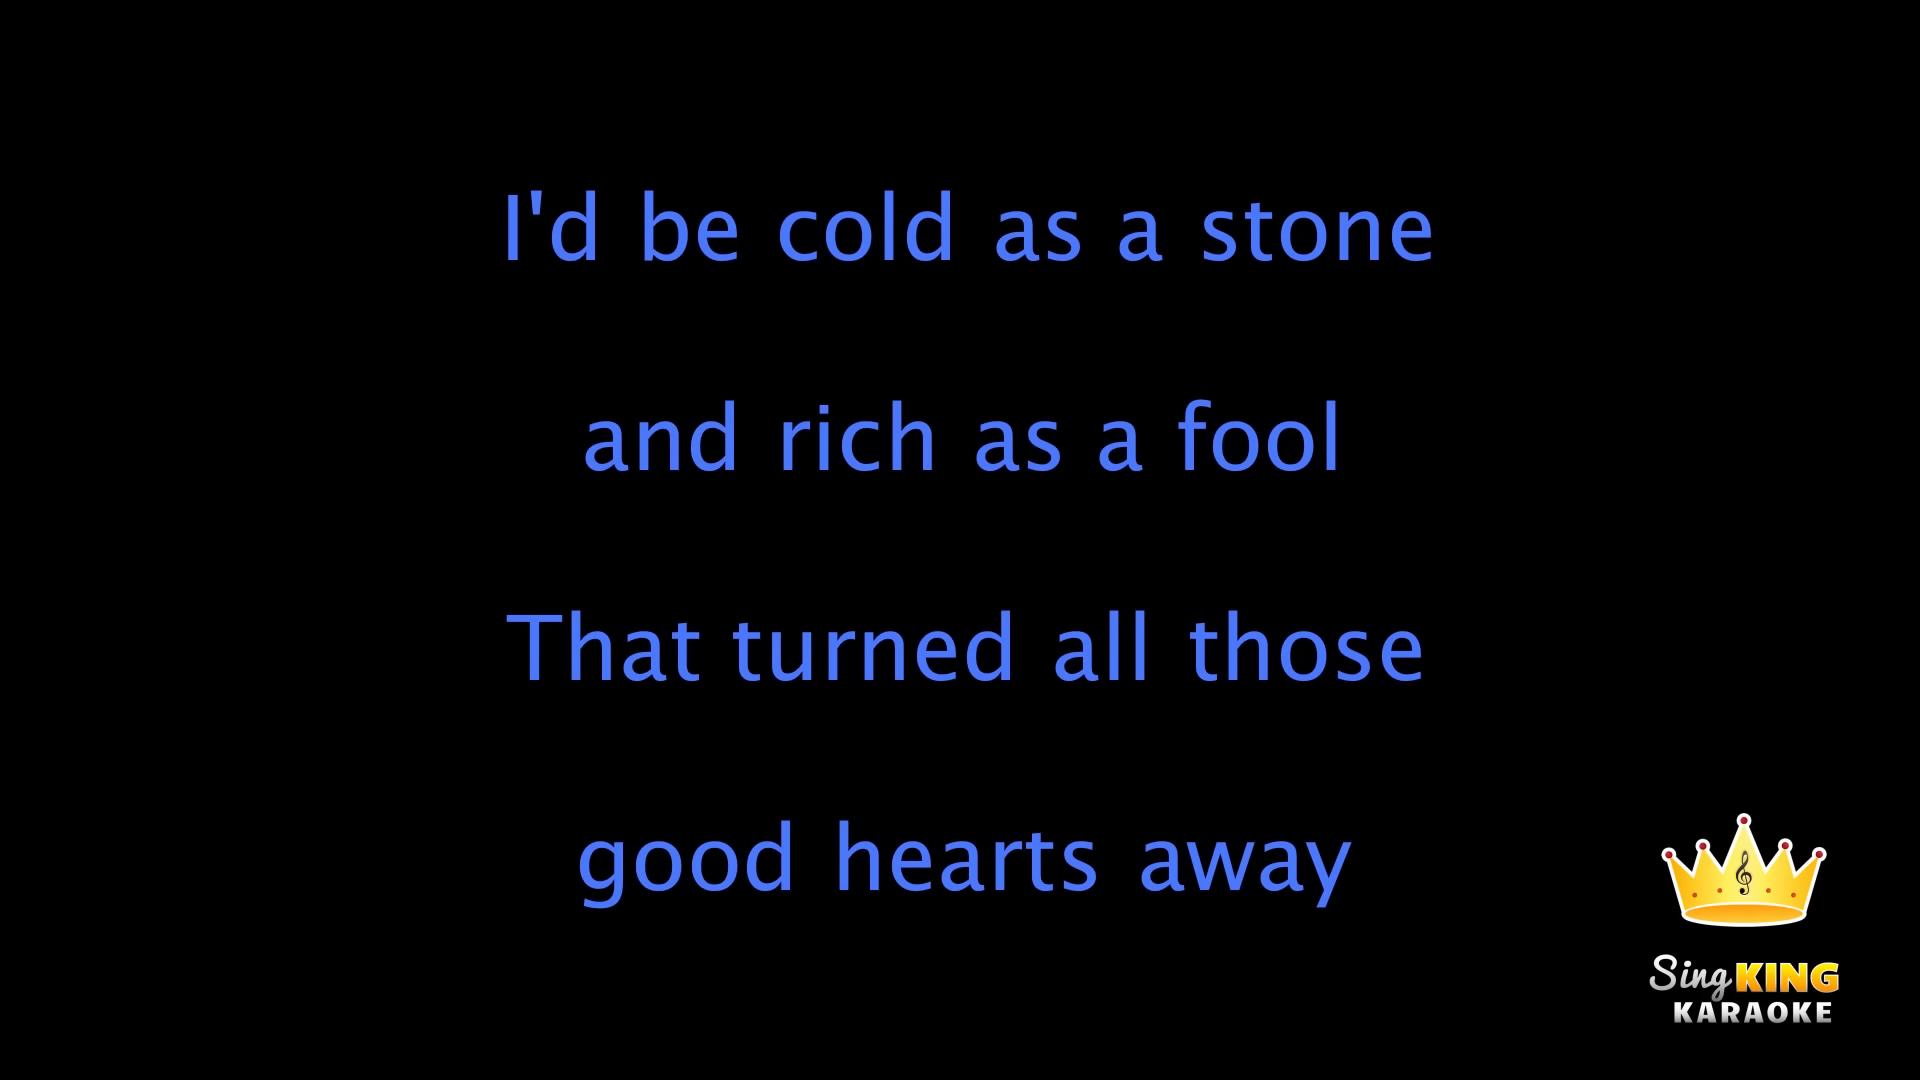 I'd be cold as a stone
and rich as a fool
That turned all those
good hearts away
Sing KING
KARAOKE